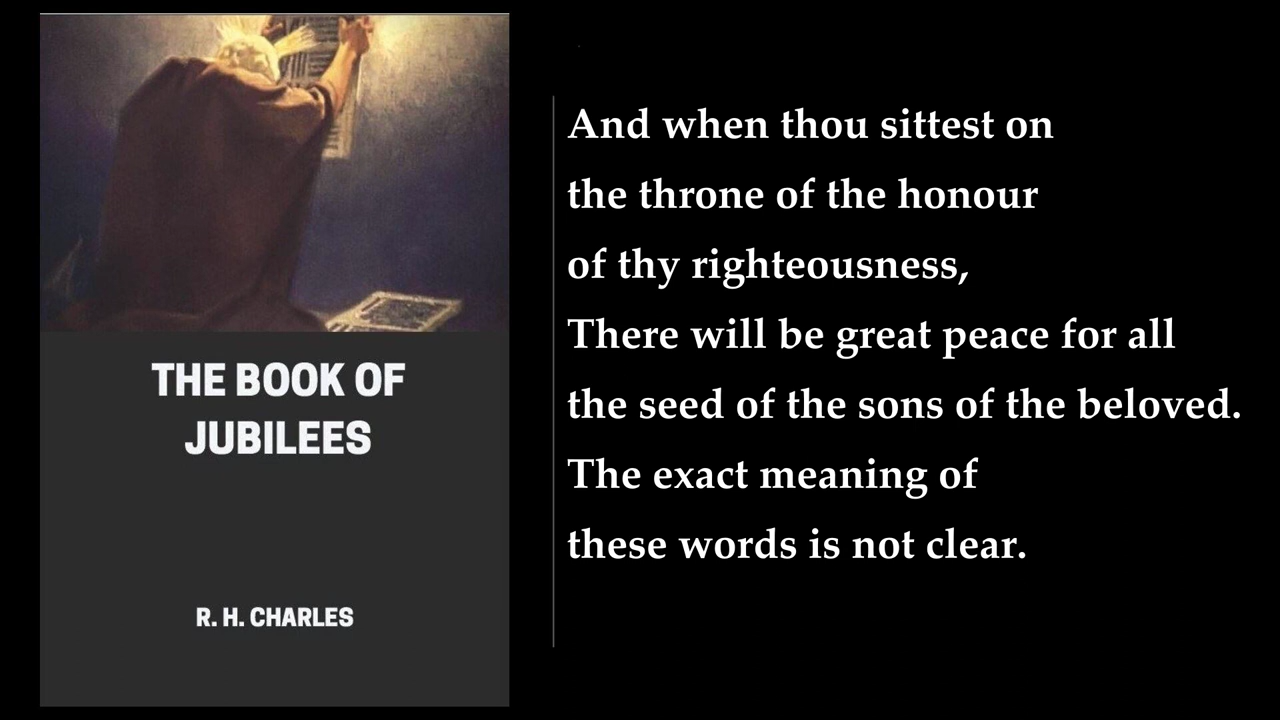 THE BOOK OF
JUBILEES
R. H. CHARLES
And when thou sittest on
the throne of the honour
of thy righteousness,
There will be great peace for all
the seed of the sons of the beloved.
The exact meaning of
these words is not clear.